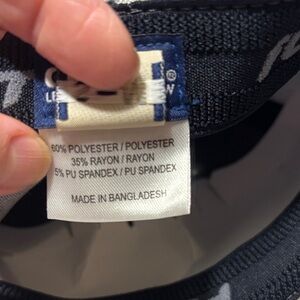 60% POLYESTER / POLYESTER
35% RAYON / RAYON
5% PU SPANDEX / PU SPANDEX
MADE IN BANGLADESH